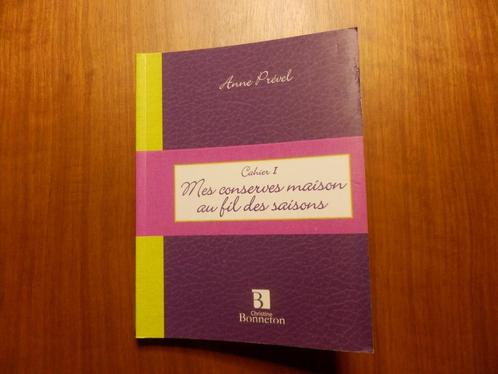 Anne Prével
Cahier I
Mes conserves maison
au fil des saisons
B
Christine
Bonneton